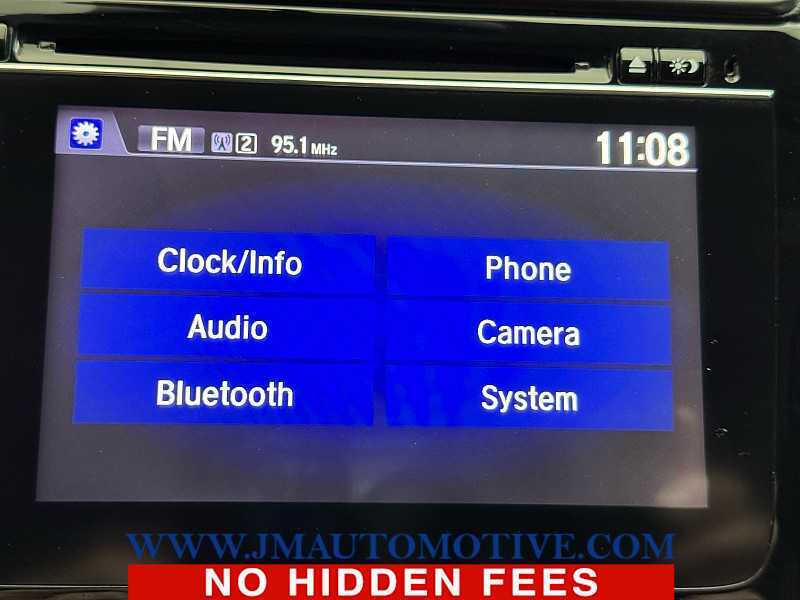 FM 2 95.1 MHz 11:08
Clock/Info Phone
Audio Camera
Bluetooth System
WWW.JMAUTOMOTIVE.COM
NO HIDDEN FEES